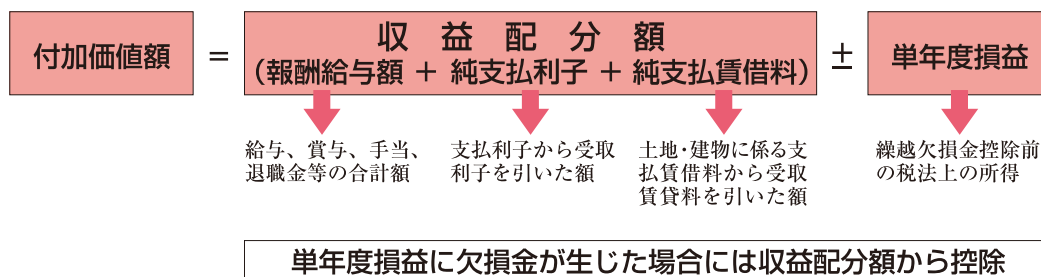 付加価値額 = 収益配分額 ± 単年度損益
(報酬給与額 + 純支払利子 + 純支払賃借料)
給与、賞与、手当、
退職金等の合計額
支払利子から受取
利子を引いた額
土地・建物に係る支
払賃借料から受取
賃貸料を引いた額
繰越欠損金控除前
の税法上の所得
単年度損益に欠損金が生じた場合には収益配分額から控除